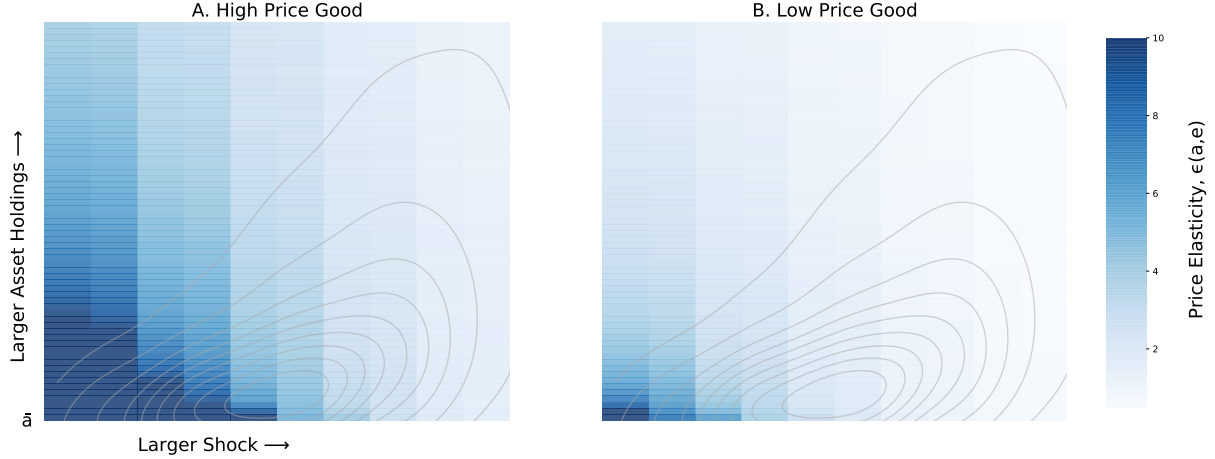 A. High Price Good
B. Low Price Good
Larger Asset Holdings ⟶
a̲
Larger Shock ⟶
10
8
6
4
2
Price Elasticity, ϵ(a,e)